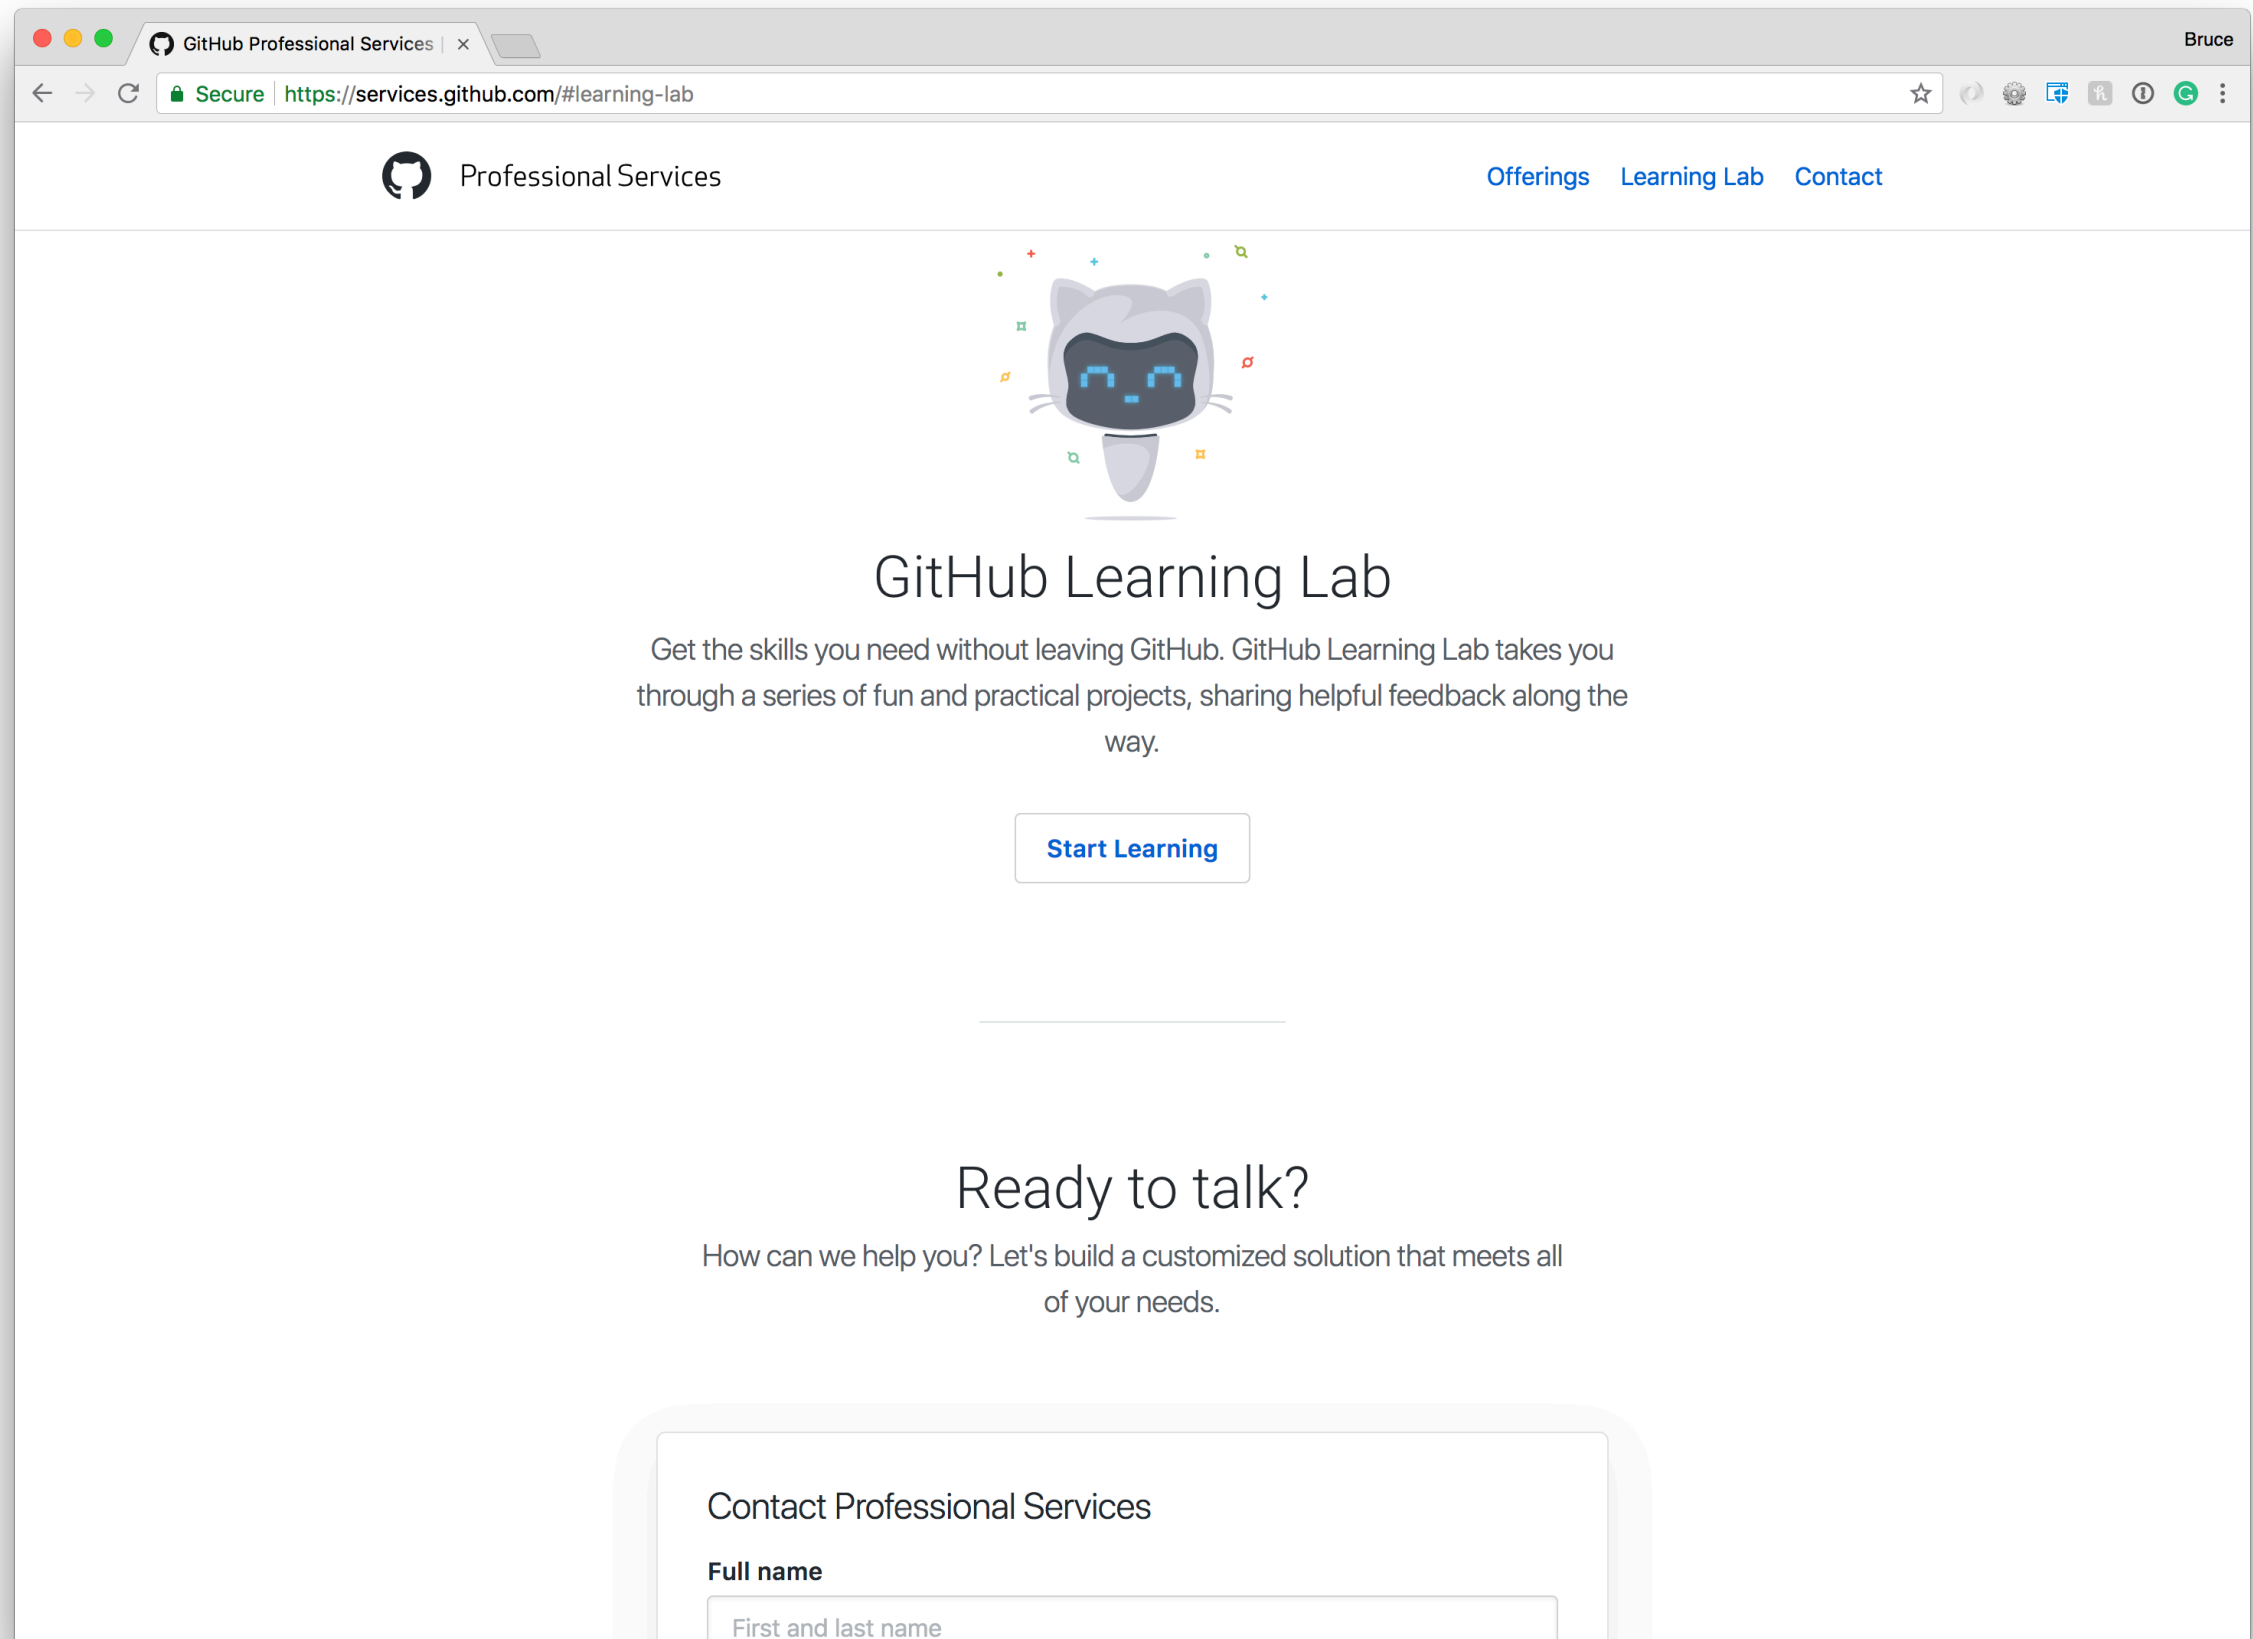 GitHub Professional Services
Bruce
Secure https://services.github.com/#learning-lab
Professional Services
Offerings Learning Lab Contact
GitHub Learning Lab
Get the skills you need without leaving GitHub. GitHub Learning Lab takes you
through a series of fun and practical projects, sharing helpful feedback along the
way.
Start Learning
Ready to talk?
How can we help you? Let's build a customized solution that meets all
of your needs.
Contact Professional Services
Full name
First and last name